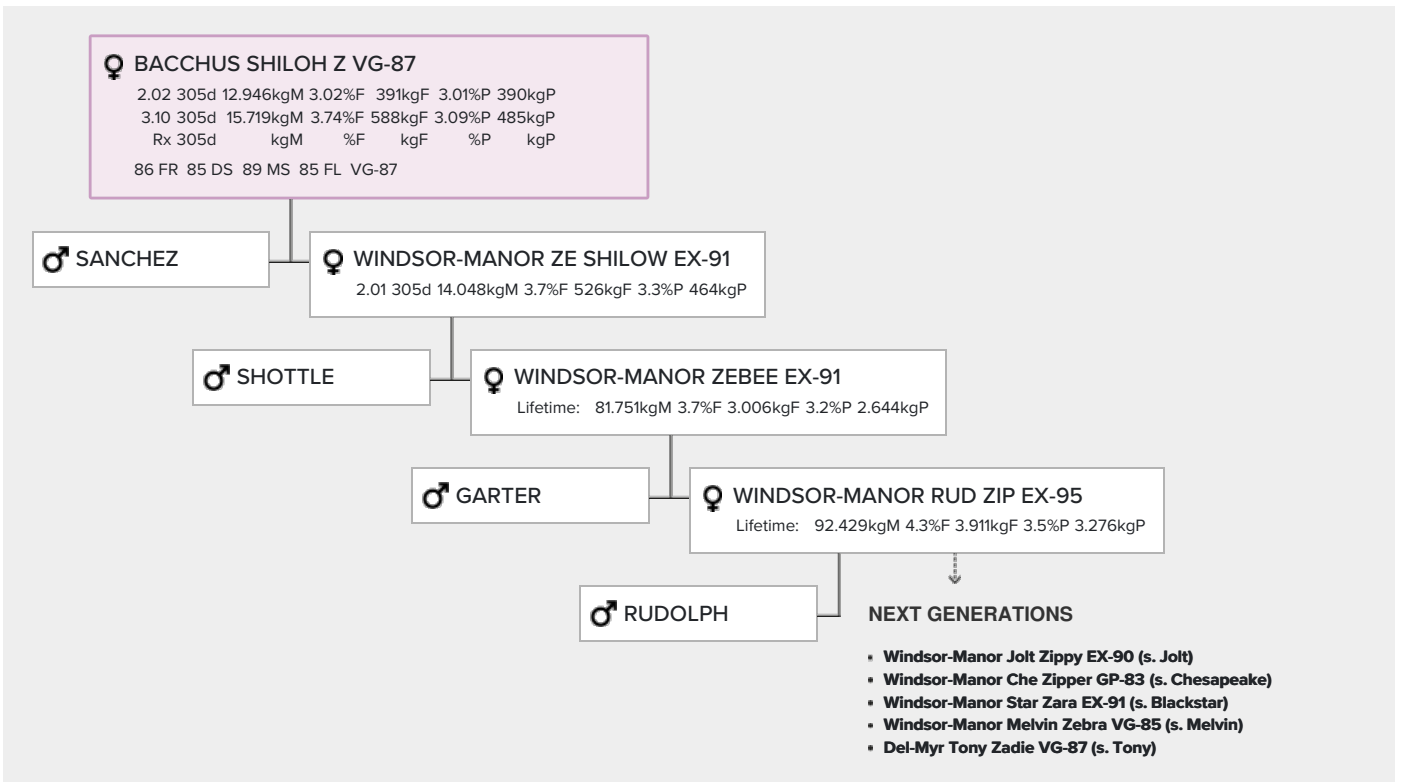 BACCHUS SHILOH Z VG-87
2.02 305d 12.946kgM 3.02%F 391kgF 3.01%P 390kgP
3.10 305d 15.719kgM 3.74%F 588kgF 3.09%P 485kgP
Rx 305d kgM %F kgF %P kgP
86 FR 85 DS 89 MS 85 FL VG-87
SANCHEZ
WINDSOR-MANOR ZE SHILOW EX-91
2.01 305d 14.048kgM 3.7%F 526kgF 3.3%P 464kgP
SHOTTLE
WINDSOR-MANOR ZEBEE EX-91
Lifetime: 81.751kgM 3.7%F 3.006kgF 3.2%P 2.644kgP
GARTER
WINDSOR-MANOR RUD ZIP EX-95
Lifetime: 92.429kgM 4.3%F 3.911kgF 3.5%P 3.276kgP
RUDOLPH
NEXT GENERATIONS
• Windsor-Manor Jolt Zippy EX-90 (s. Jolt)
• Windsor-Manor Che Zipper GP-83 (s. Chesapeake)
• Windsor-Manor Star Zara EX-91 (s. Blackstar)
• Windsor-Manor Melvin Zebra VG-85 (s. Melvin)
• Del-Myr Tony Zadie VG-87 (s. Tony)